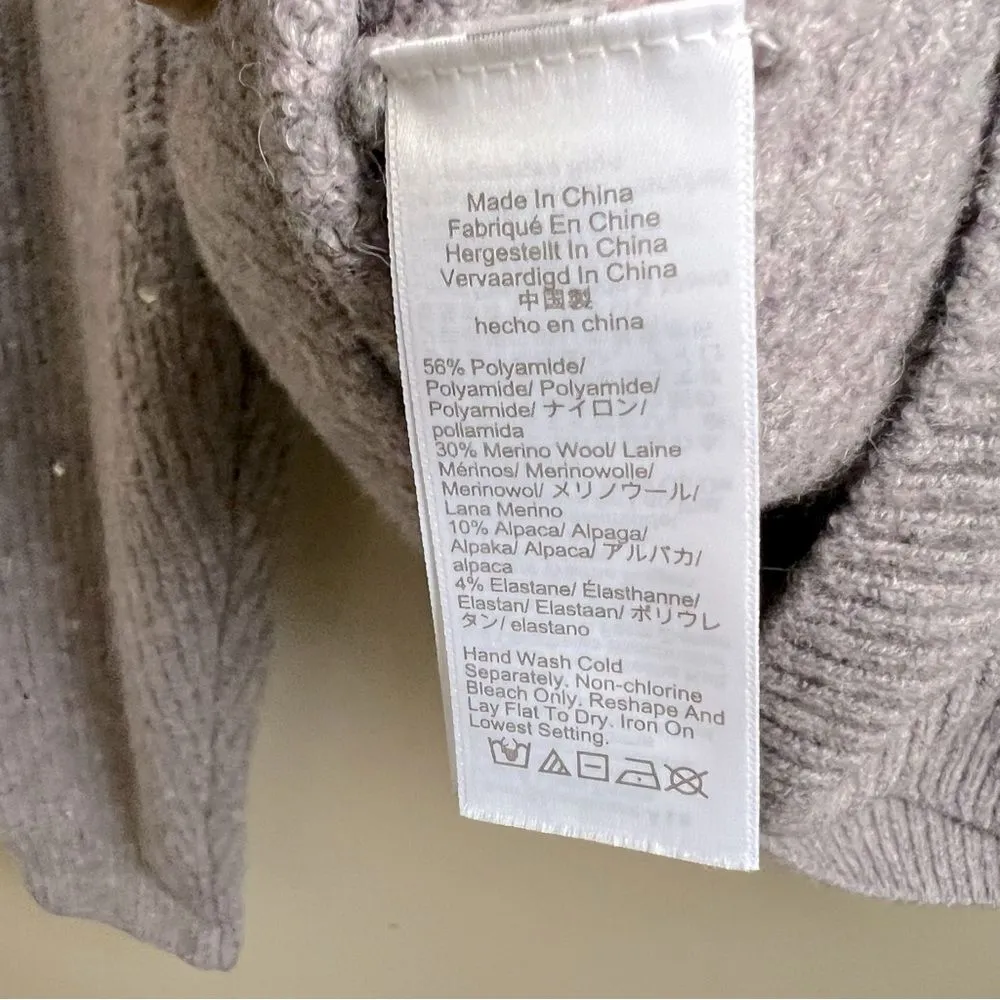 Made In China
Fabriqué En Chine
Hergestellt In China
Vervaardigd In China
中国製
hecho en china
56% Polyamide/
Polyamide/ Polyamide/
Polyamide/ ナイロン/
poliamida
30% Merino Wool/ Laine
Mérinos/ Merinowolle/
Merinowol/ メリノウール/
Lana Merino
10% Alpaca/ Alpaga/
Alpaka/ Alpaca/ アルパカ/
alpaca
4% Elastane/ Élasthanne/
Elastan/ Elastaan/ ポリウレ
タン/ elastano
Hand Wash Cold
Separately. Non-chlorine
Bleach Only. Reshape And
Lay Flat To Dry. Iron On
Lowest Setting.